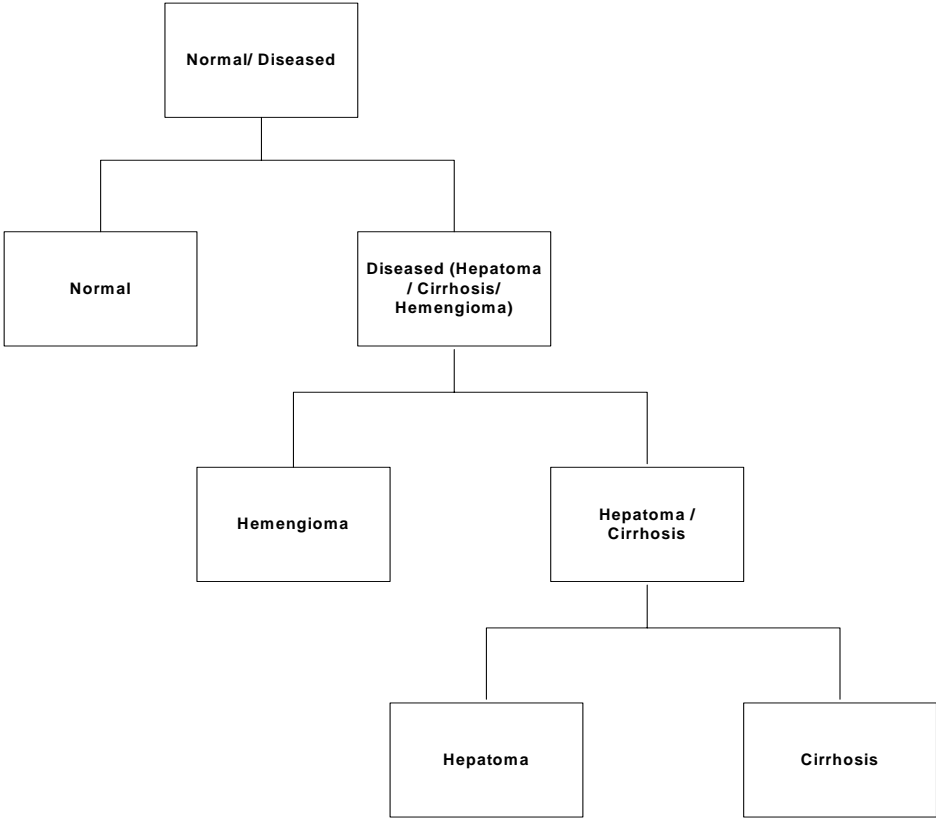 Normal/ Diseased
Normal
Diseased (Hepatoma
/ Cirrhosis/
Hemengioma)
Hemengioma
Hepatoma /
Cirrhosis
Hepatoma
Cirrhosis